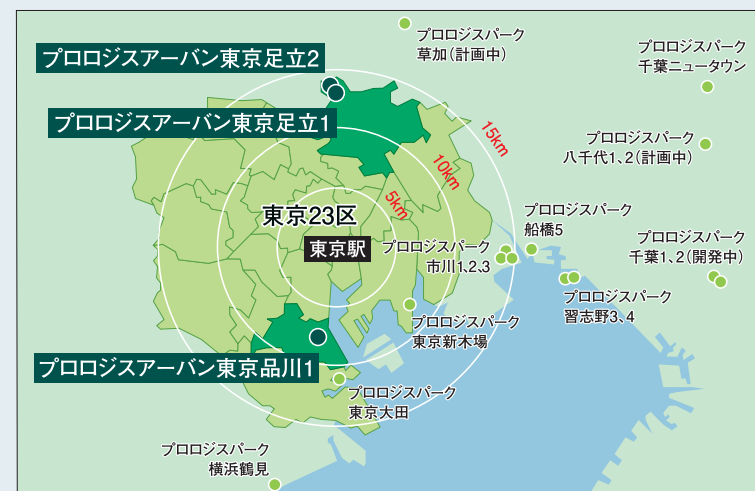 プロロジスパーク
草加（計画中）
プロロジスアーバン東京足立2
プロロジスパーク
千葉ニュータウン
プロロジスアーバン東京足立1
15km
プロロジスパーク
八千代1、2（計画中）
10km
5km
東京23区
プロロジスパーク
船橋5
東京駅
プロロジスパーク
市川1、2、3
プロロジスパーク
千葉1、2（開発中）
プロロジスパーク
習志野3、4
プロロジスパーク
東京新木場
プロロジスアーバン東京品川1
プロロジスパーク
東京大田
プロロジスパーク
横浜鶴見